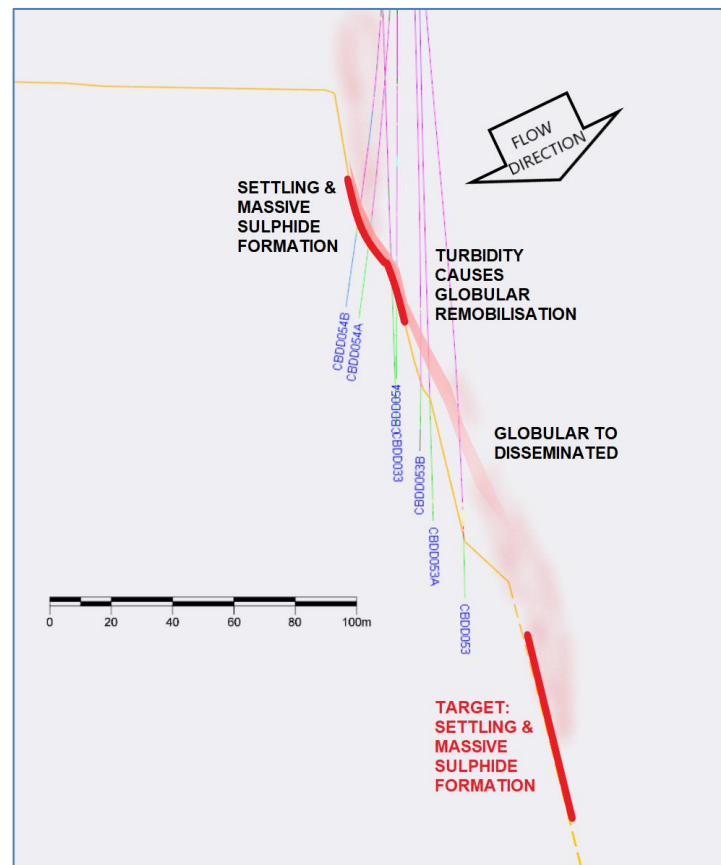 FLOW
DIRECTION
SETTLING &
MASSIVE
SULPHIDE
FORMATION
TURBIDITY
CAUSES
GLOBULAR
REMOBILISATION
CBDD054B
CBDD054A
CBDD054
CBDD033
CBDD053B
GLOBULAR TO
DISSEMINATED
CBDD053A
CBDD053
0 20 40 60 80 100m
TARGET:
SETTLING &
MASSIVE
SULPHIDE
FORMATION